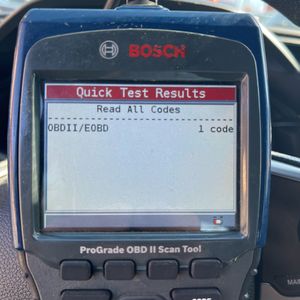 BOSCH
Quick Test Results
Read All Codes
OBDII/EOBD 1 code
ProGrade OBD II Scan Tool